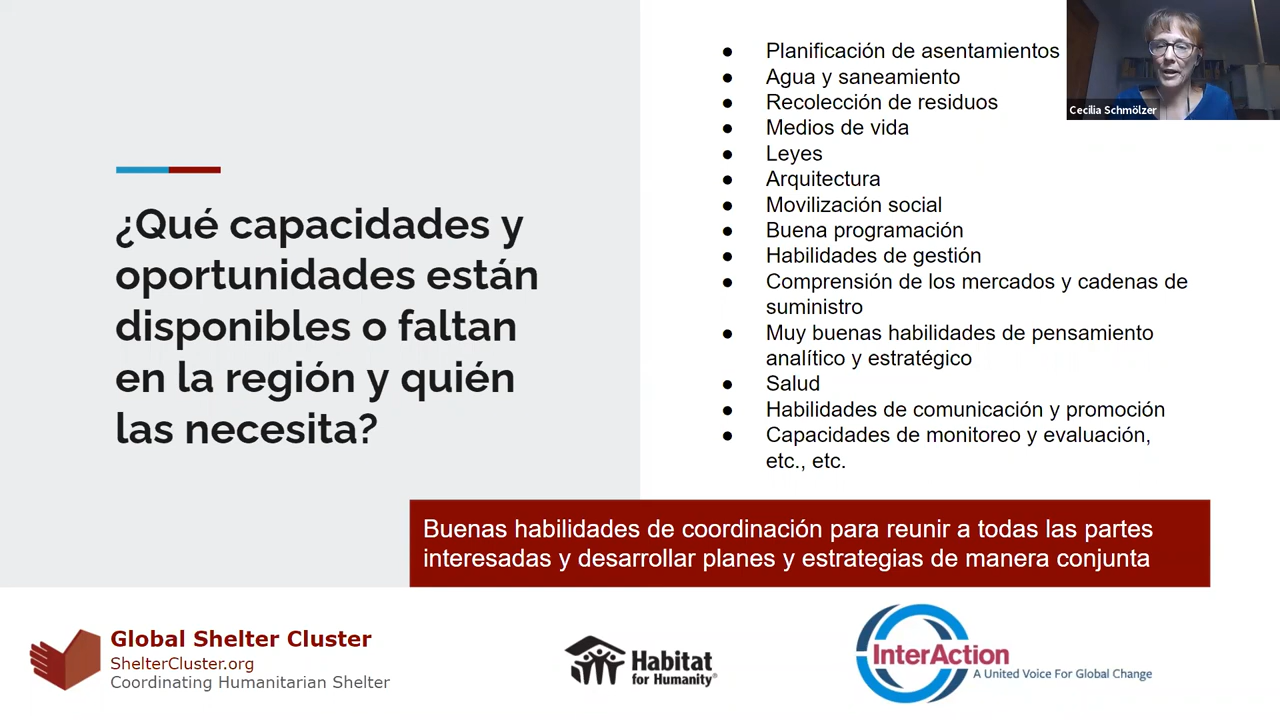 ¿Qué capacidades y
oportunidades están
disponibles o faltan
en la región y quién
las necesita?
● Planificación de asentamientos
● Agua y saneamiento
● Recolección de residuos
● Medios de vida
● Leyes
● Arquitectura
● Movilización social
● Buena programación
● Habilidades de gestión
● Comprensión de los mercados y cadenas de
suministro
● Muy buenas habilidades de pensamiento
analítico y estratégico
● Salud
● Habilidades de comunicación y promoción
● Capacidades de monitoreo y evaluación,
etc., etc.
Cecilia Schmölzer
Buenas habilidades de coordinación para reunir a todas las partes
interesadas y desarrollar planes y estrategias de manera conjunta
Global Shelter Cluster
ShelterCluster.org
Coordinating Humanitarian Shelter
Habitat
for Humanity®
InterAction
A United Voice For Global Change